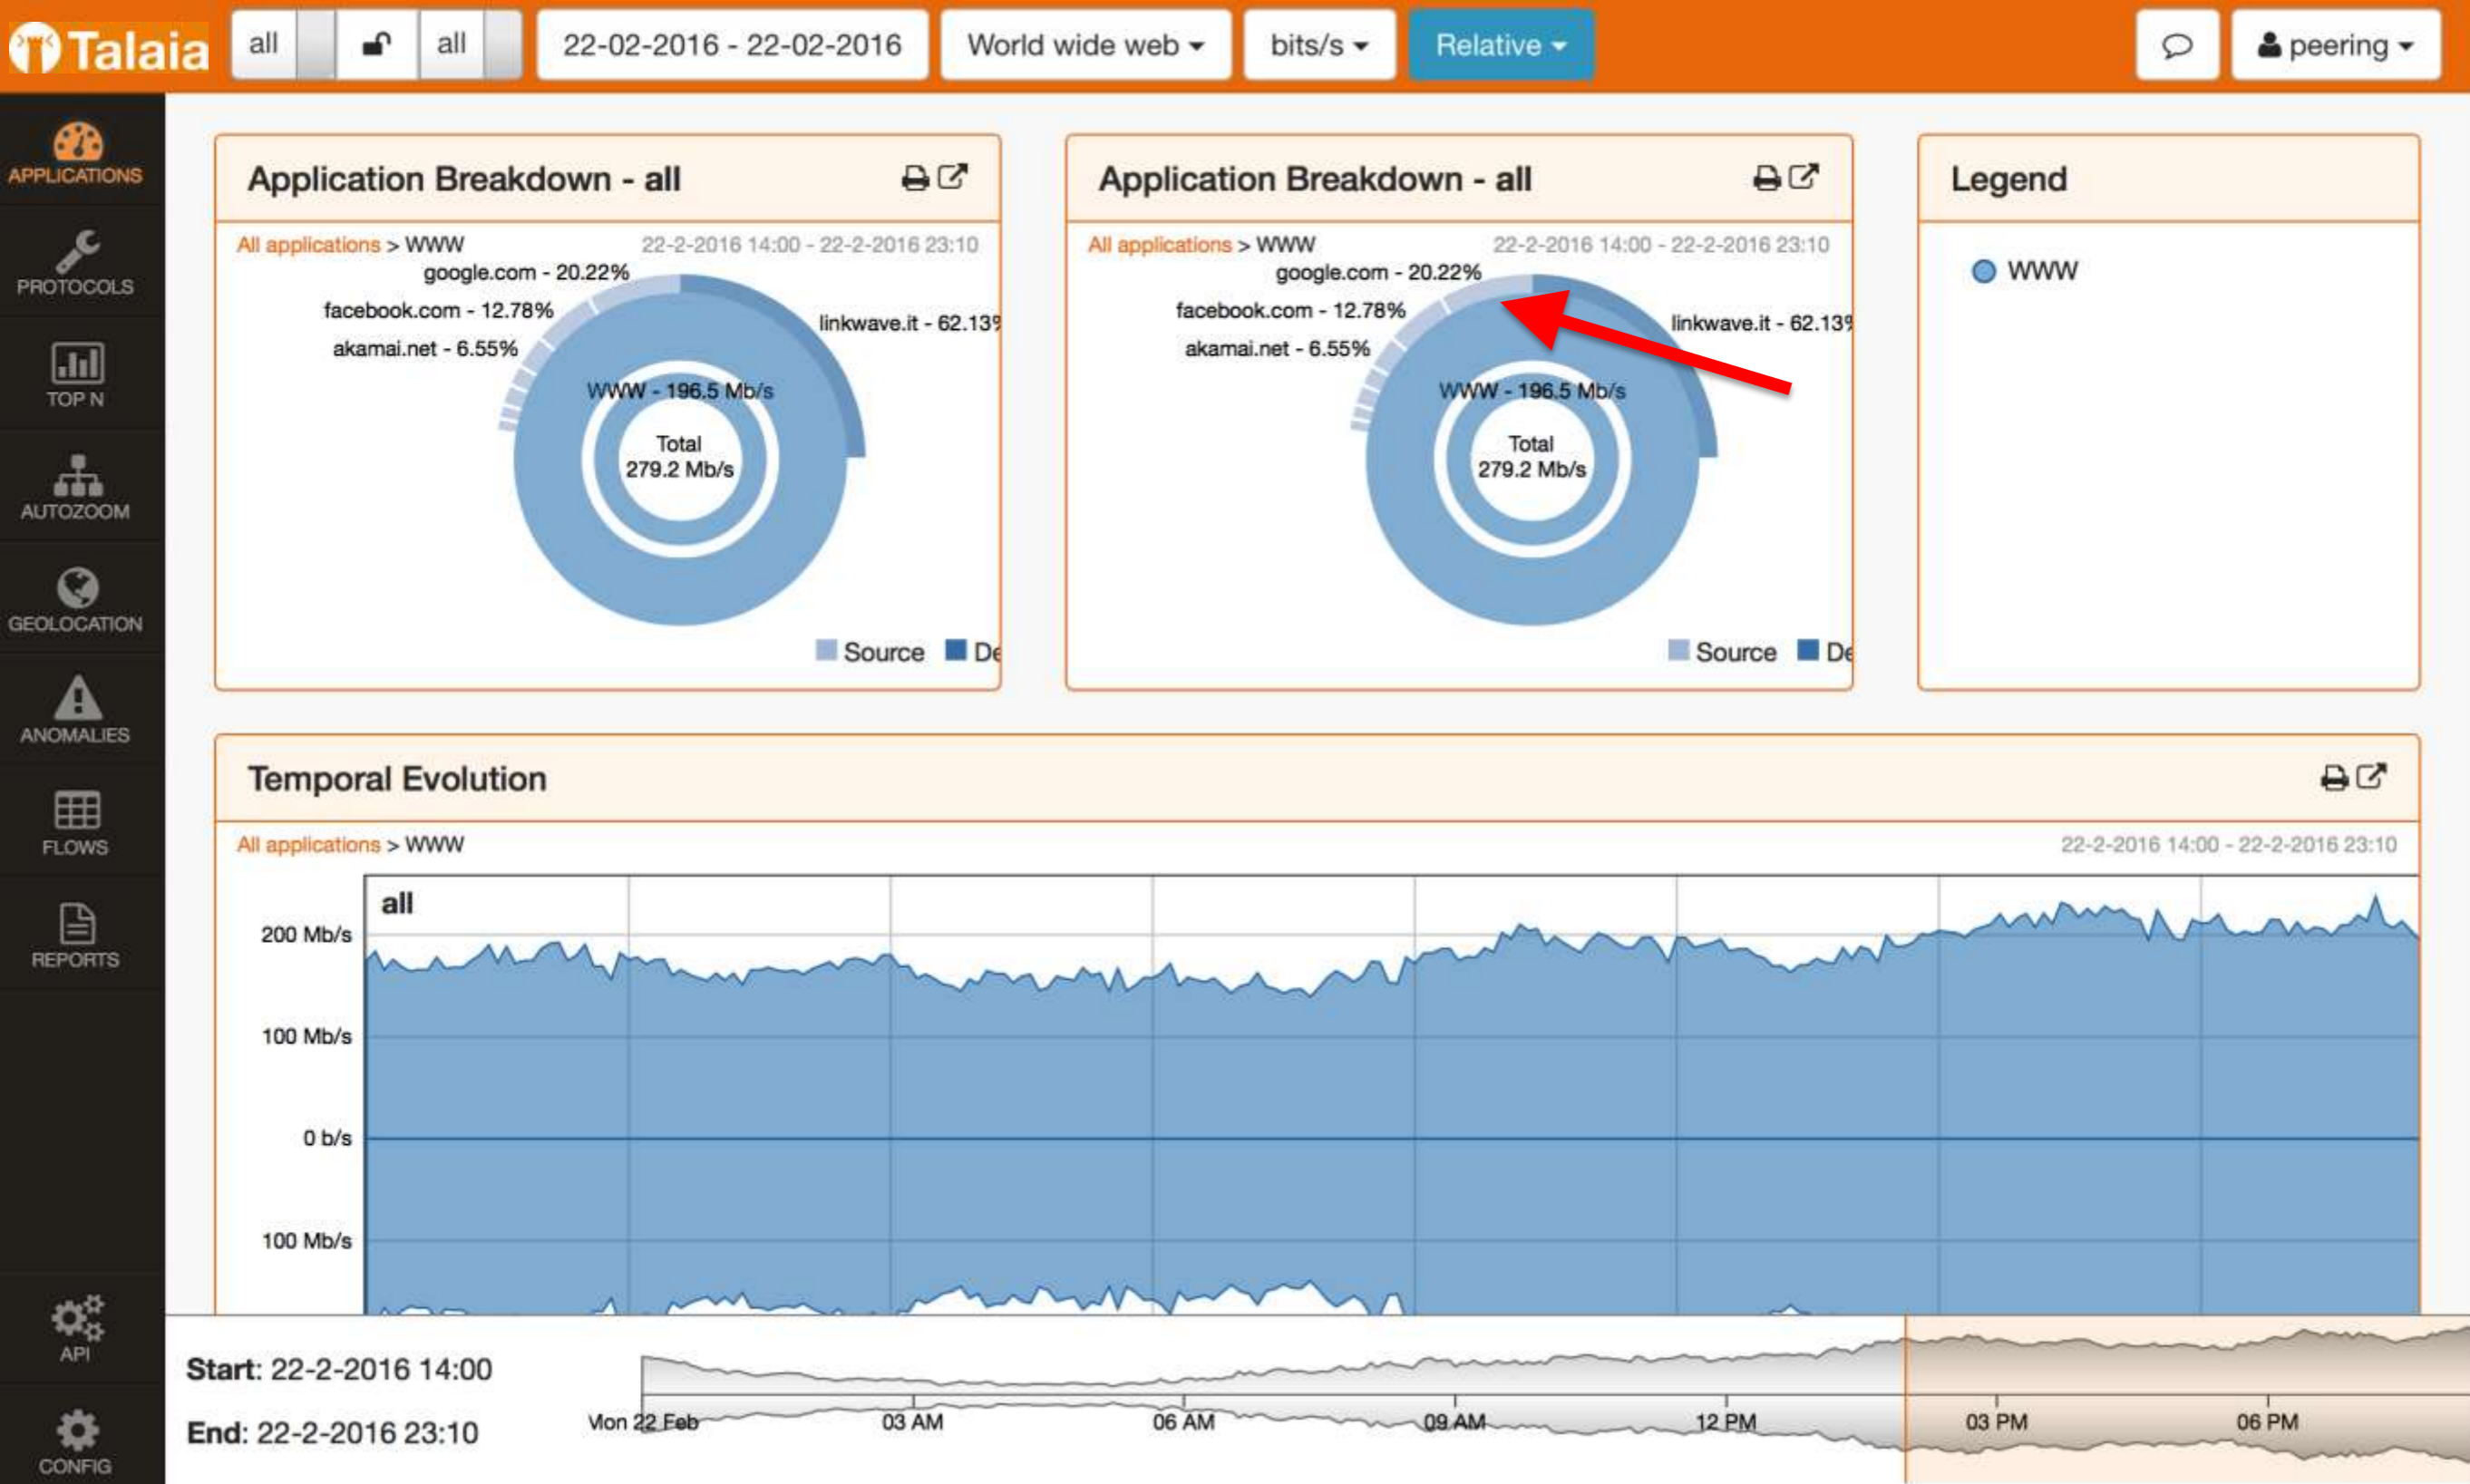 Talaia
all
all
22-02-2016 - 22-02-2016
World wide web
bits/s
Relative
peering
APPLICATIONS
PROTOCOLS
TOP N
AUTOZOOM
GEOLOCATION
ANOMALIES
FLOWS
REPORTS
API
CONFIG
Application Breakdown - all
All applications > WWW
22-2-2016 14:00 - 22-2-2016 23:10
google.com - 20.22%
facebook.com - 12.78%
linkwave.it - 62.13%
akamai.net - 6.55%
WWW - 196.5 Mb/s
Total
279.2 Mb/s
Source
De
Application Breakdown - all
All applications > WWW
22-2-2016 14:00 - 22-2-2016 23:10
google.com - 20.22%
facebook.com - 12.78%
linkwave.it - 62.13%
akamai.net - 6.55%
WWW - 196.5 Mb/s
Total
279.2 Mb/s
Source
De
Legend
WWW
Temporal Evolution
All applications > WWW
22-2-2016 14:00 - 22-2-2016 23:10
all
200 Mb/s
100 Mb/s
0 b/s
100 Mb/s
Start: 22-2-2016 14:00
End: 22-2-2016 23:10
Mon 22 Feb
03 AM
06 AM
09 AM
12 PM
03 PM
06 PM